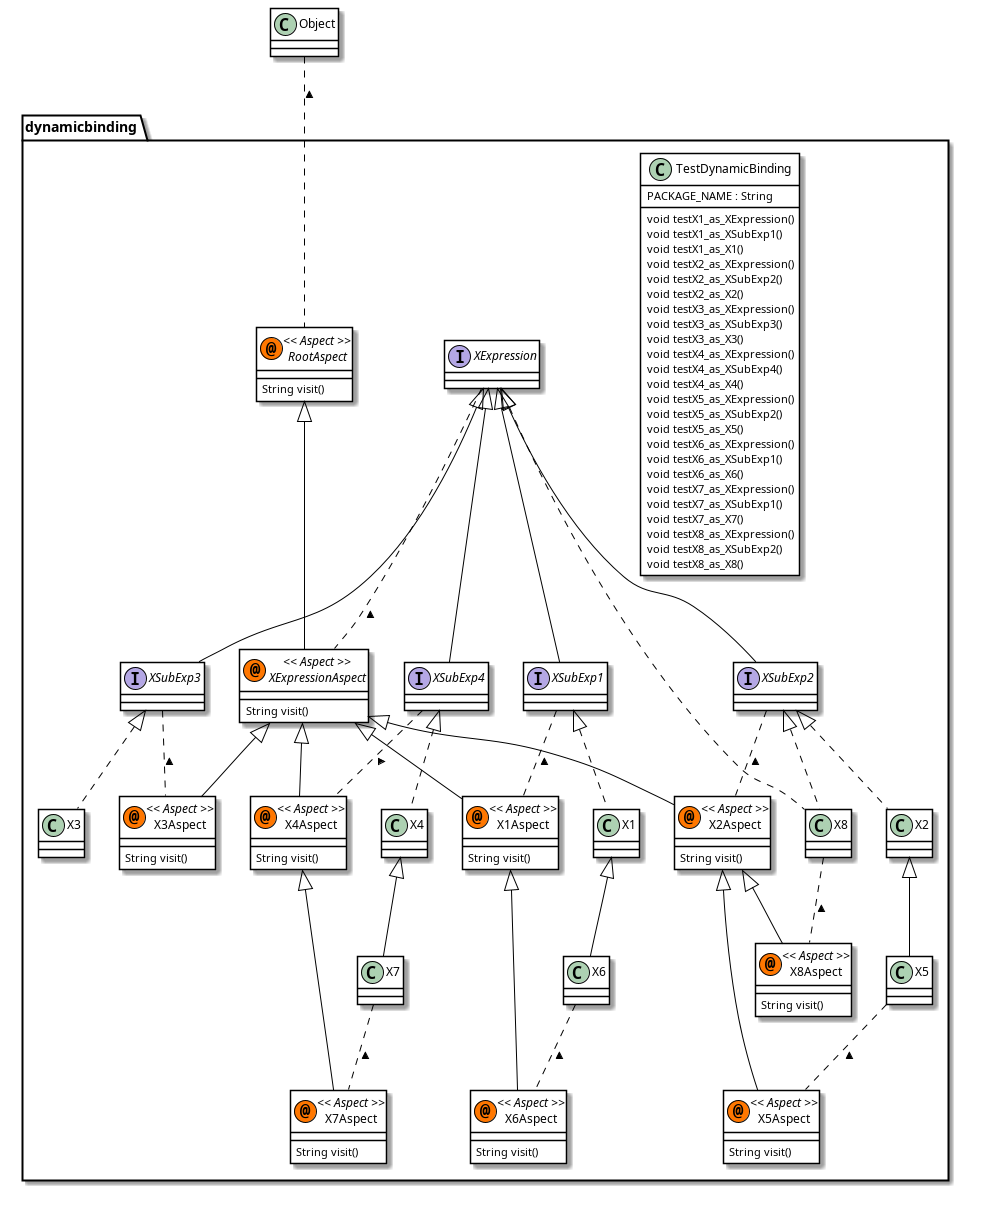 C Object
dynamicbinding
C TestDynamicBinding
PACKAGE_NAME : String
void testX1_as_XExpression()
void testX1_as_XSubExp1()
void testX1_as_X1()
void testX2_as_XExpression()
void testX2_as_XSubExp2()
void testX2_as_X2()
void testX3_as_XExpression()
void testX3_as_XSubExp3()
void testX3_as_X3()
void testX4_as_XExpression()
void testX4_as_XSubExp4()
void testX4_as_X4()
void testX5_as_XExpression()
void testX5_as_XSubExp2()
void testX5_as_X5()
void testX6_as_XExpression()
void testX6_as_XSubExp1()
void testX6_as_X6()
void testX7_as_XExpression()
void testX7_as_XSubExp1()
void testX7_as_X7()
void testX8_as_XExpression()
void testX8_as_XSubExp2()
void testX8_as_X8()
@ << Aspect >>
RootAspect
String visit()
I XExpression
I XSubExp3
@ << Aspect >>
XExpressionAspect
String visit()
I XSubExp4
I XSubExp1
I XSubExp2
C X3
@ << Aspect >>
X3Aspect
String visit()
@ << Aspect >>
X4Aspect
String visit()
C X4
@ << Aspect >>
X1Aspect
String visit()
C X1
@ << Aspect >>
X2Aspect
String visit()
C X8
C X2
C X7
C X6
@ << Aspect >>
X8Aspect
String visit()
C X5
@ << Aspect >>
X7Aspect
String visit()
@ << Aspect >>
X6Aspect
String visit()
@ << Aspect >>
X5Aspect
String visit()